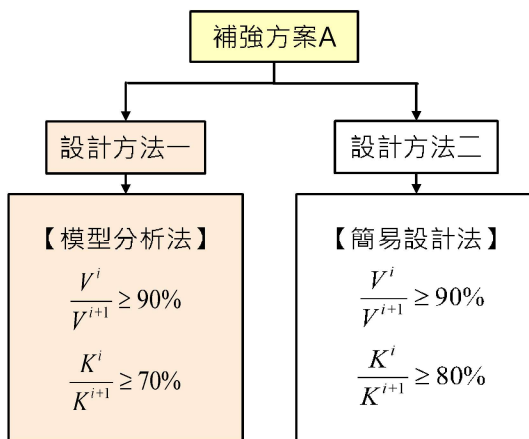 補強方案A
設計方法一
設計方法二
【模型分析法】
V^i / V^{i+1} ≥ 90%
K^i / K^{i+1} ≥ 70%
【簡易設計法】
V^i / V^{i+1} ≥ 90%
K^i / K^{i+1} ≥ 80%